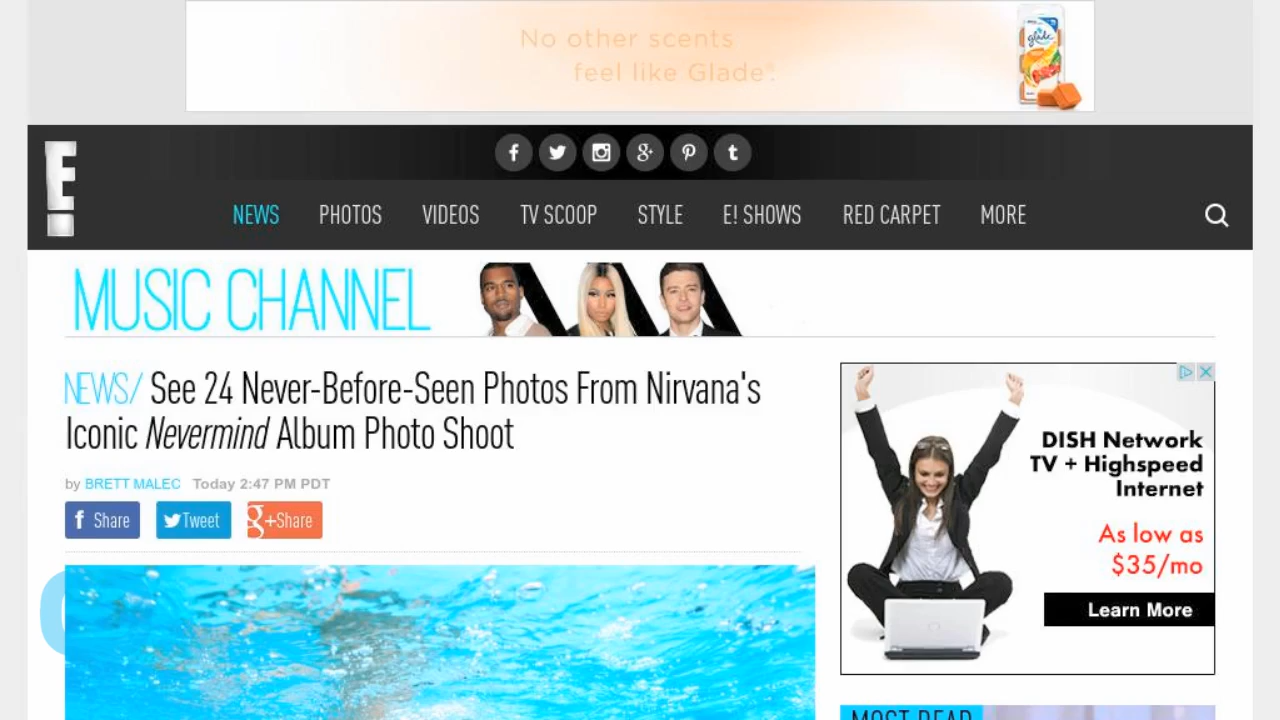 No other scents
feel like Glade®.
glade
E!
NEWS PHOTOS VIDEOS TV SCOOP STYLE E! SHOWS RED CARPET MORE
MUSIC CHANNEL
NEWS/ See 24 Never-Before-Seen Photos From Nirvana's
Iconic Nevermind Album Photo Shoot
by BRETT MALEC Today 2:47 PM PDT
f Share Tweet g+Share
DISH Network
TV + Highspeed
Internet
As low as
$35/mo
Learn More
MOST READ